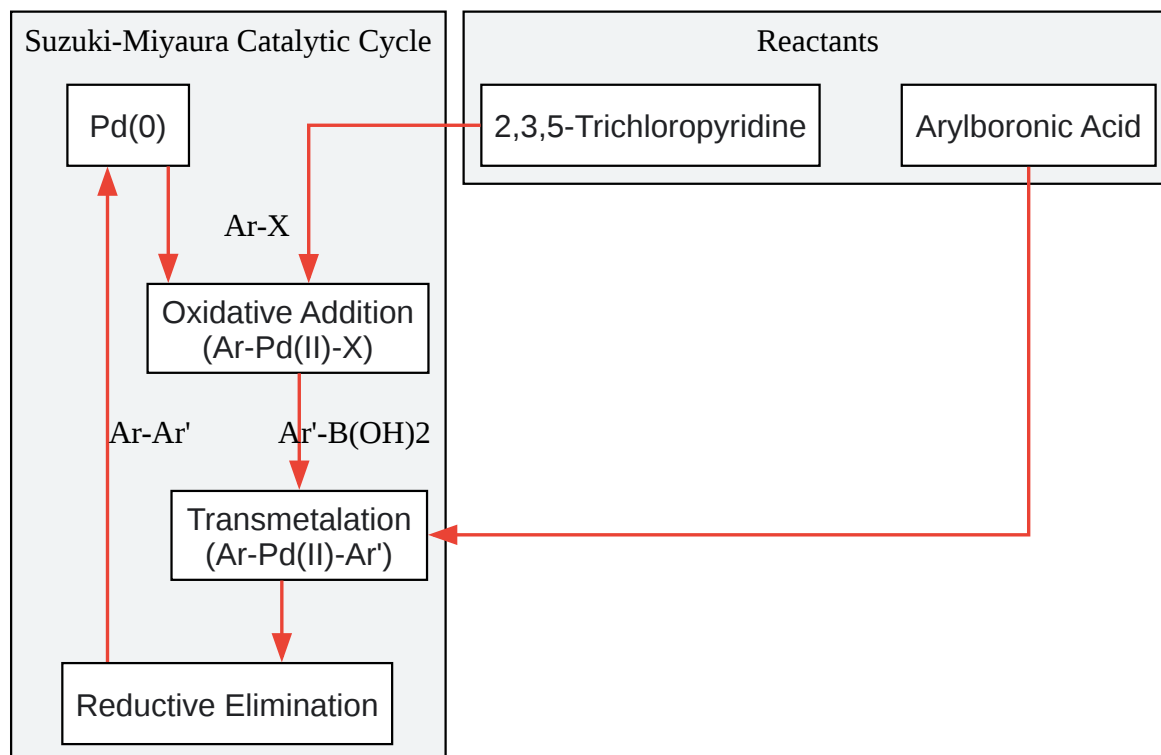 Suzuki-Miyaura Catalytic Cycle
Reactants
Pd(0)
2,3,5-Trichloropyridine
Arylboronic Acid
Ar-X
Oxidative Addition
(Ar-Pd(II)-X)
Ar-Ar'
Ar'-B(OH)2
Transmetalation
(Ar-Pd(II)-Ar')
Reductive Elimination